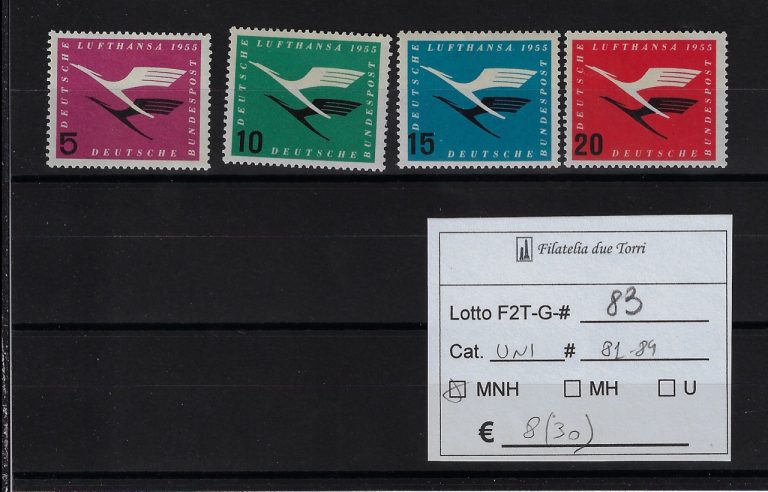 DEUTSCHE LUFTHANSA 1955
5 DEUTSCHE BUNDESPOST
DEUTSCHE LUFTHANSA 1955
10 DEUTSCHE BUNDESPOST
DEUTSCHE LUFTHANSA 1955
15 DEUTSCHE BUNDESPOST
DEUTSCHE LUFTHANSA 1955
20 DEUTSCHE BUNDESPOST
Filatelia due Torri
Lotto F2T-G-# 83
Cat. UNI # 81-84
MNH MH U
€ 8(30)